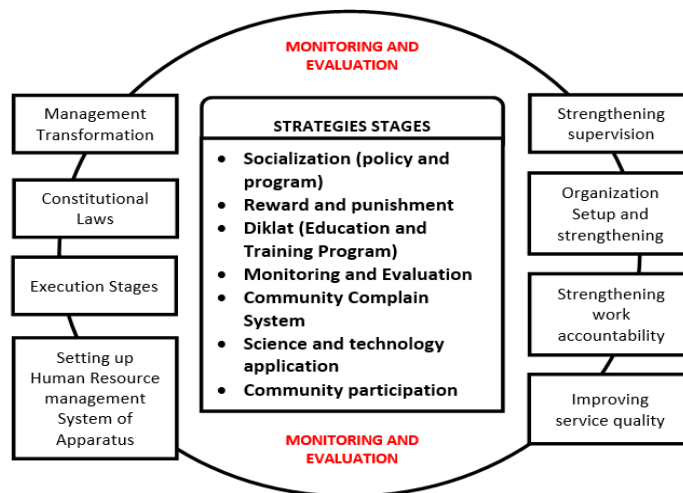 MONITORING AND
EVALUATION
Management
Transformation
Constitutional
Laws
Execution Stages
Setting up
Human Resource
management
System of
Apparatus
STRATEGIES STAGES
• Socialization (policy and
program)
• Reward and punishment
• Diklat (Education and
Training Program)
• Monitoring and Evaluation
• Community Complain
System
• Science and technology
application
• Community participation
Strengthening
supervision
Organization
Setup and
strengthening
Strengthening
work
accountability
Improving
service quality
MONITORING AND
EVALUATION